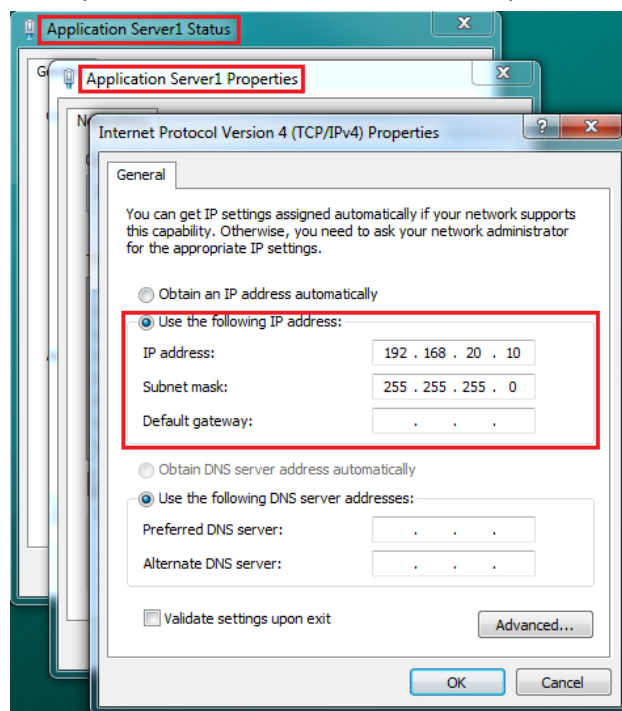 Application Server1 Status
G
Application Server1 Properties
N
Internet Protocol Version 4 (TCP/IPv4) Properties
General
You can get IP settings assigned automatically if your network supports
this capability. Otherwise, you need to ask your network administrator
for the appropriate IP settings.
Obtain an IP address automatically
Use the following IP address:
IP address: 192 . 168 . 20 . 10
Subnet mask: 255 . 255 . 255 . 0
Default gateway: . . .
Obtain DNS server address automatically
Use the following DNS server addresses:
Preferred DNS server: . . .
Alternate DNS server: . . .
Validate settings upon exit
Advanced...
OK Cancel